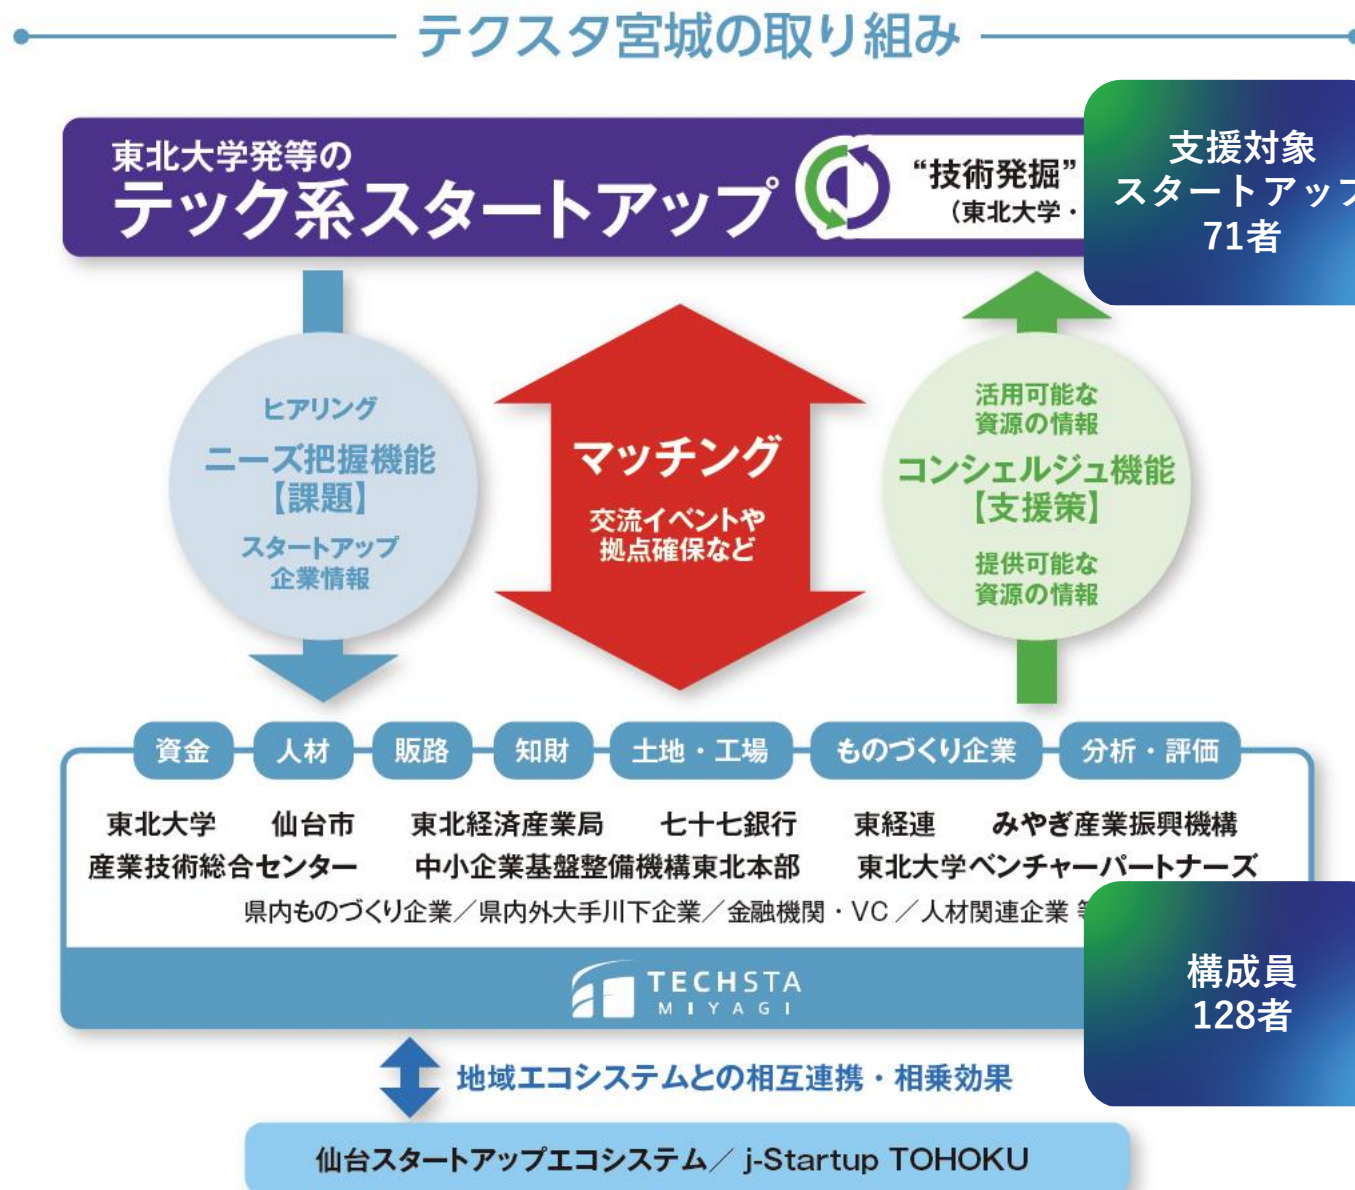 テクスタ宮城の取り組み
東北大学発等の
テック系スタートアップ
“技術発掘”
（東北大学・
支援対象
スタートアップ
71者
ヒアリング
ニーズ把握機能
【課題】
スタートアップ
企業情報
マッチング
交流イベントや
拠点確保など
活用可能な
資源の情報
コンシェルジュ機能
【支援策】
提供可能な
資源の情報
資金 人材 販路 知財 土地・工場 ものづくり企業 分析・評価
東北大学 仙台市 東北経済産業局 七十七銀行 東経連 みやぎ産業振興機構
産業技術総合センター 中小企業基盤整備機構東北本部 東北大学ベンチャーパートナーズ
県内ものづくり企業／県内外大手川下企業／金融機関・VC／人材関連企業
構成員
128者
TECHSTA
MIYAGI
地域エコシステムとの相互連携・相乗効果
仙台スタートアップエコシステム／ j-Startup TOHOKU